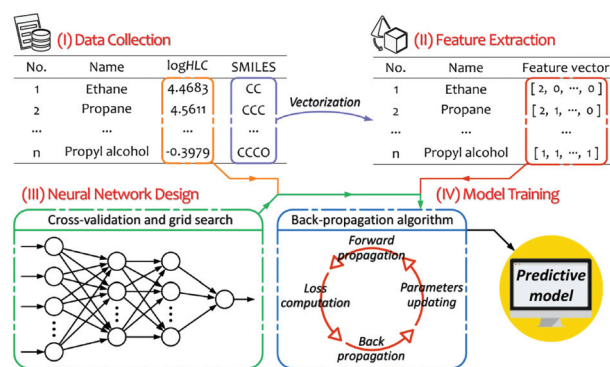 (I) Data Collection
No. Name logHLC SMILES
1 Ethane 4.4683 CC
2 Propane 4.5611 CCC
... ... ... ...
n Propyl alcohol -0.3979 CCCO
Vectorization
(II) Feature Extraction
No. Name Feature vector
1 Ethane [ 2, 0, ..., 0 ]
2 Propane [ 2, 1, ..., 0 ]
... ... ...
n Propyl alcohol [ 1, 1, ..., 1 ]
(III) Neural Network Design
Cross-validation and grid search
(IV) Model Training
Back-propagation algorithm
Forward
propagation
Loss
computation
Parameters
updating
Back
propagation
Predictive
model